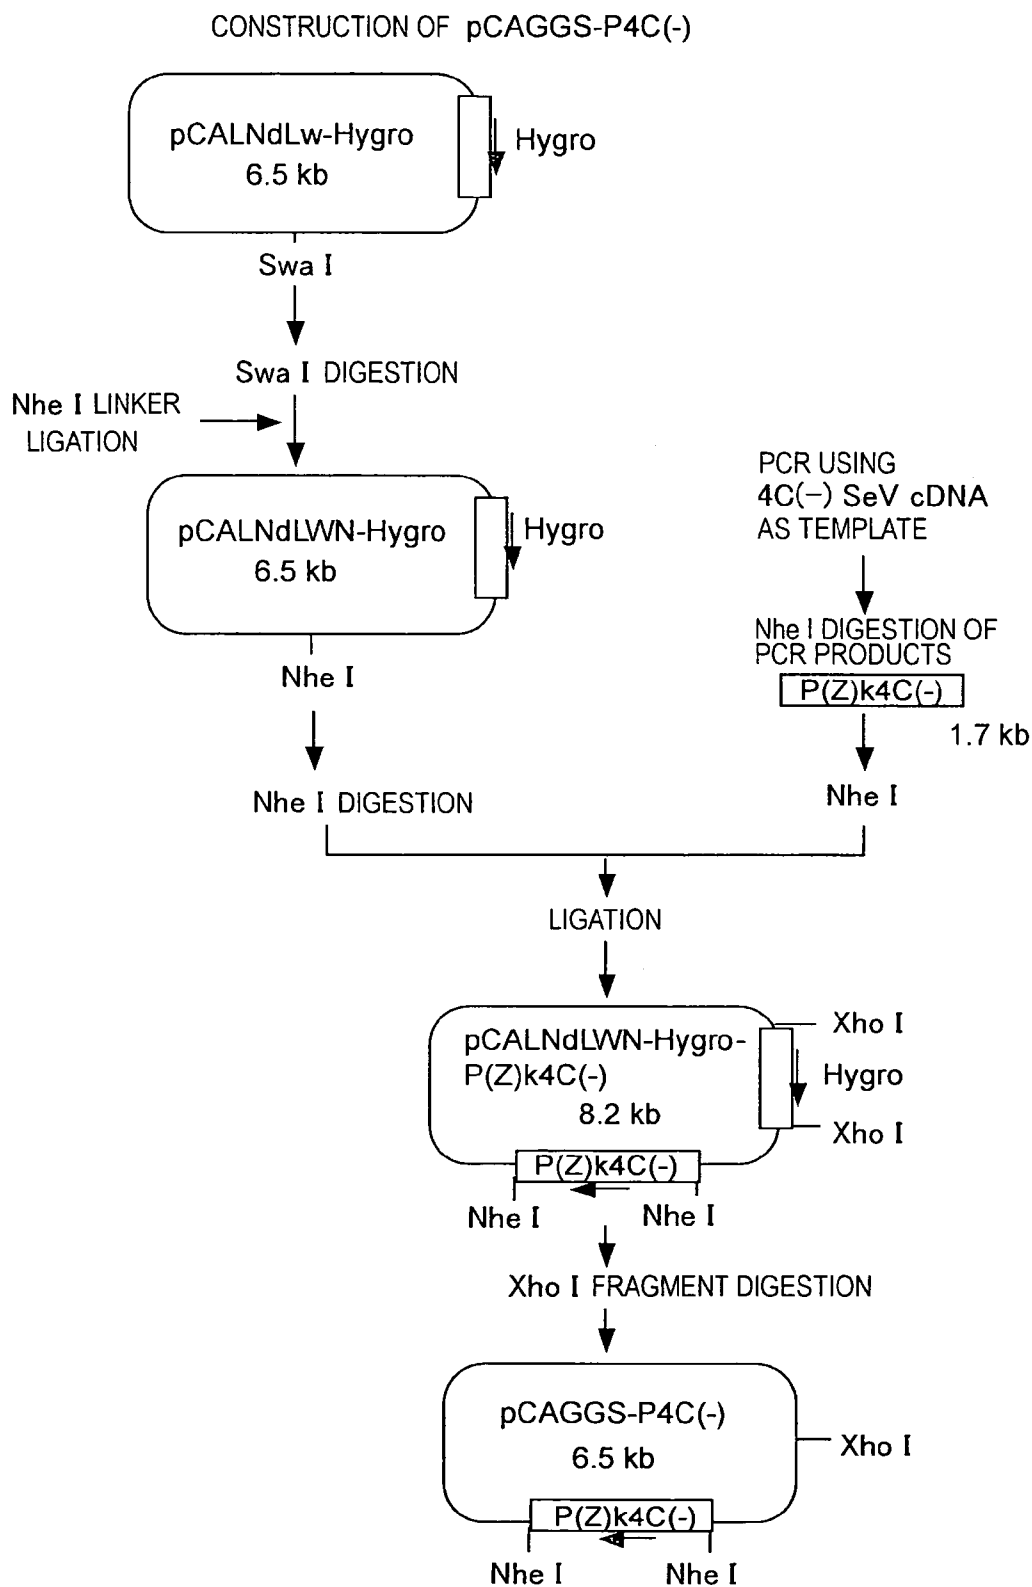 CONSTRUCTION OF pCAGGS-P4C(-)
pCALNdLw-Hygro
6.5 kb
Hygro
Swa I
Swa I DIGESTION
Nhe I LINKER
LIGATION
pCALNdLWN-Hygro
6.5 kb
Hygro
Nhe I
Nhe I DIGESTION
PCR USING
4C(−) SeV cDNA
AS TEMPLATE
Nhe I DIGESTION OF
PCR PRODUCTS
P(Z)k4C(-)
1.7 kb
Nhe I
LIGATION
pCALNdLWN-Hygro-
P(Z)k4C(-)
8.2 kb
Xho I
Hygro
Xho I
P(Z)k4C(-)
Nhe I
Nhe I
Xho I FRAGMENT DIGESTION
pCAGGS-P4C(-)
6.5 kb
Xho I
P(Z)k4C(-)
Nhe I
Nhe I